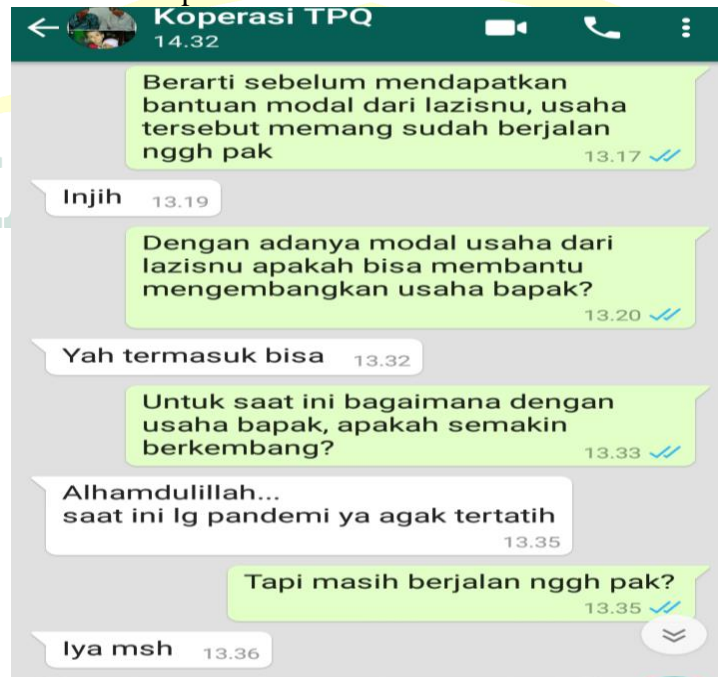 Koperasi TPQ
14.32
Berarti sebelum mendapatkan
bantuan modal dari lazisnu, usaha
tersebut memang sudah berjalan
nggh pak
13.17
Injih 13.19
Dengan adanya modal usaha dari
lazisnu apakah bisa membantu
mengembangkan usaha bapak?
13.20
Yah termasuk bisa 13.32
Untuk saat ini bagaimana dengan
usaha bapak, apakah semakin
berkembang?
13.33
Alhamdulillah...
saat ini lg pandemi ya agak tertatih
13.35
Tapi masih berjalan nggh pak?
13.35
Iya msh 13.36